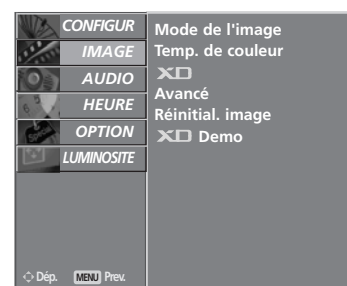 CONFIGUR
IMAGE
AUDIO
HEURE
OPTION
LUMINOSITE
Mode de l'image
Temp. de couleur
XD
Avancé
Réinitial. image
XD Demo
Dép. MENU Prev.